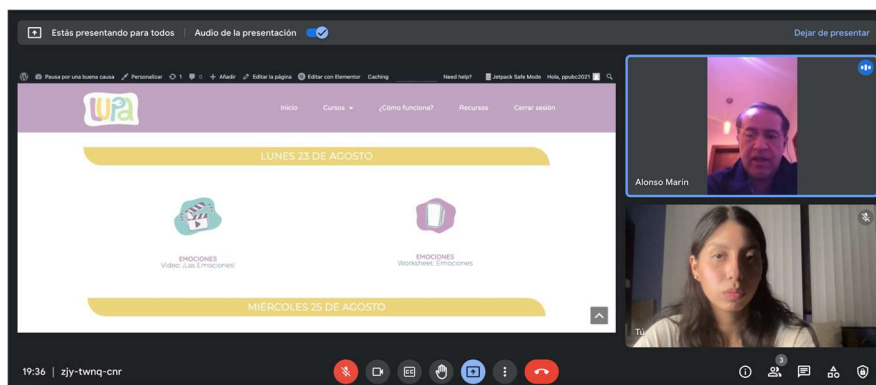 Estás presentando para todos | Audio de la presentación
Dejar de presentar
Pausa por una buena causa Personalizar 1 0 + Añadir Editar la página Editar con Elementor Caching Need help? Jetpack Safe Mode Hola, ppubc2021
LUPa
Inicio Cursos ¿Cómo funciona? Recursos Cerrar sesión
LUNES 23 DE AGOSTO
EMOCIONES
Video: ¡Las Emociones!
EMOCIONES
Worksheet: Emociones
MIÉRCOLES 25 DE AGOSTO
Alonso Marín
Tú
19:36 | zjy-twnq-cnr
CC
3